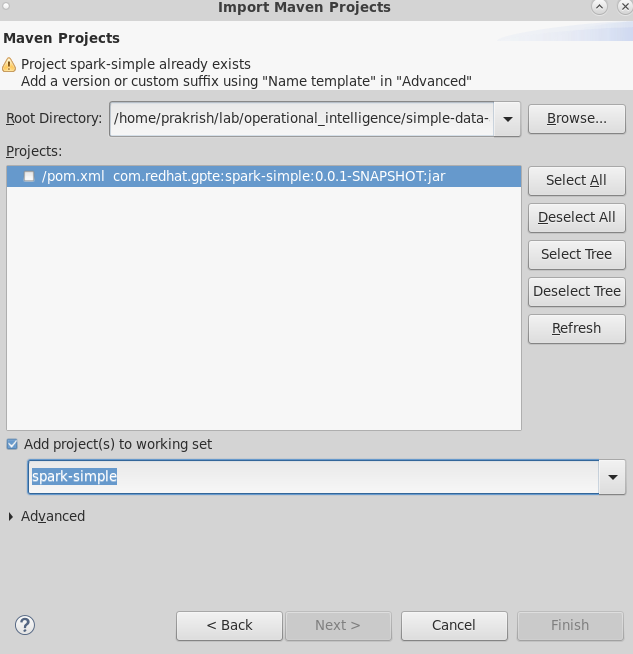 Import Maven Projects
Maven Projects
Project spark-simple already exists
Add a version or custom suffix using "Name template" in "Advanced"
Root Directory: /home/prakrish/lab/operational_intelligence/simple-data- Browse...
Projects:
/pom.xml com.redhat.gpte:spark-simple:0.0.1-SNAPSHOT:jar
Select All
Deselect All
Select Tree
Deselect Tree
Refresh
Add project(s) to working set
spark-simple
Advanced
? < Back Next > Cancel Finish